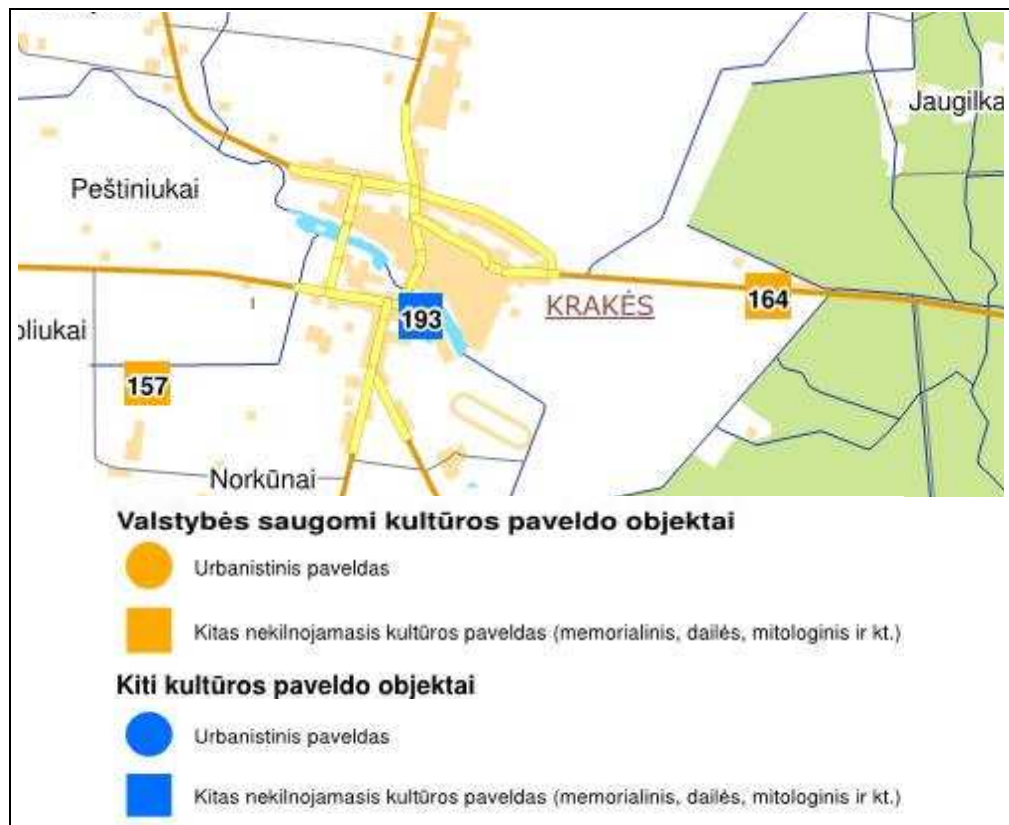 Jaugilka
Peštiniukai
KRAKĖS
164
193
oliukai
157
Norkūnai
Valstybės saugomi kultūros paveldo objektai
Urbanistinis paveldas
Kitas nekilnojamasis kultūros paveldas (memorialinis, dailės, mitologinis ir kt.)
Kiti kultūros paveldo objektai
Urbanistinis paveldas
Kitas nekilnojamasis kultūros paveldas (memorialinis, dailės, mitologinis ir kt.)